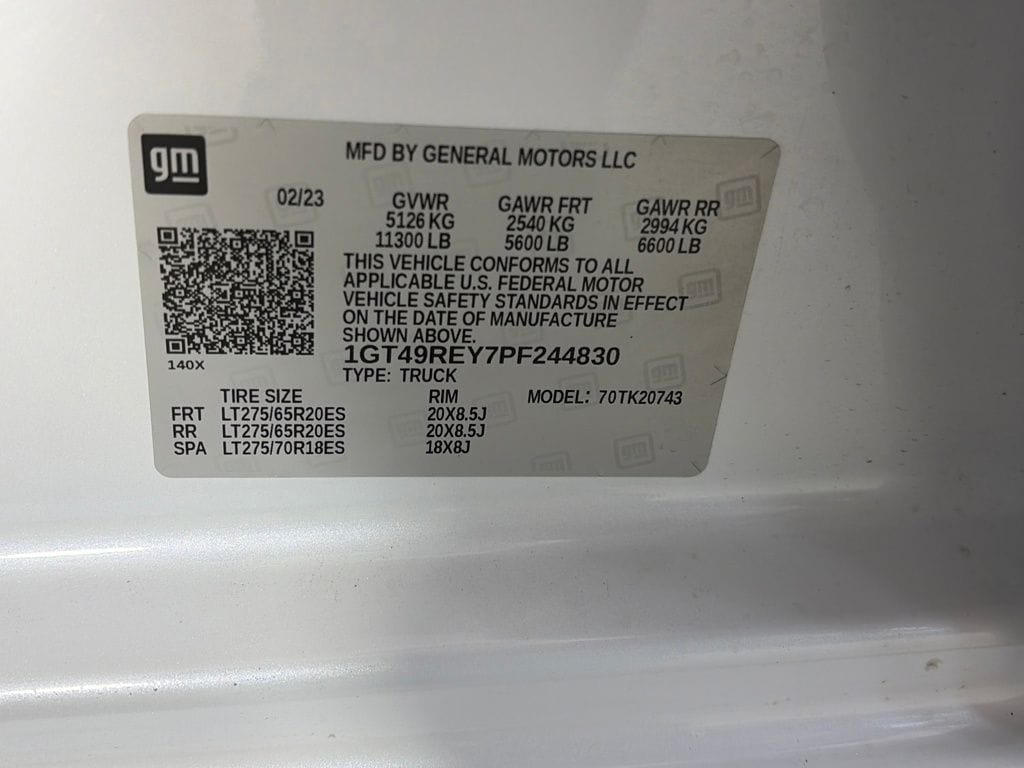 gm
MFD BY GENERAL MOTORS LLC
02/23 GVWR GAWR FRT GAWR RR
5126 KG 2540 KG 2994 KG
11300 LB 5600 LB 6600 LB
THIS VEHICLE CONFORMS TO ALL
APPLICABLE U.S. FEDERAL MOTOR
VEHICLE SAFETY STANDARDS IN EFFECT
ON THE DATE OF MANUFACTURE
SHOWN ABOVE.
1GT49REY7PF244830
140X
TYPE: TRUCK
TIRE SIZE RIM MODEL: 70TK20743
FRT LT275/65R20ES 20X8.5J
RR LT275/65R20ES 20X8.5J
SPA LT275/70R18ES 18X8J